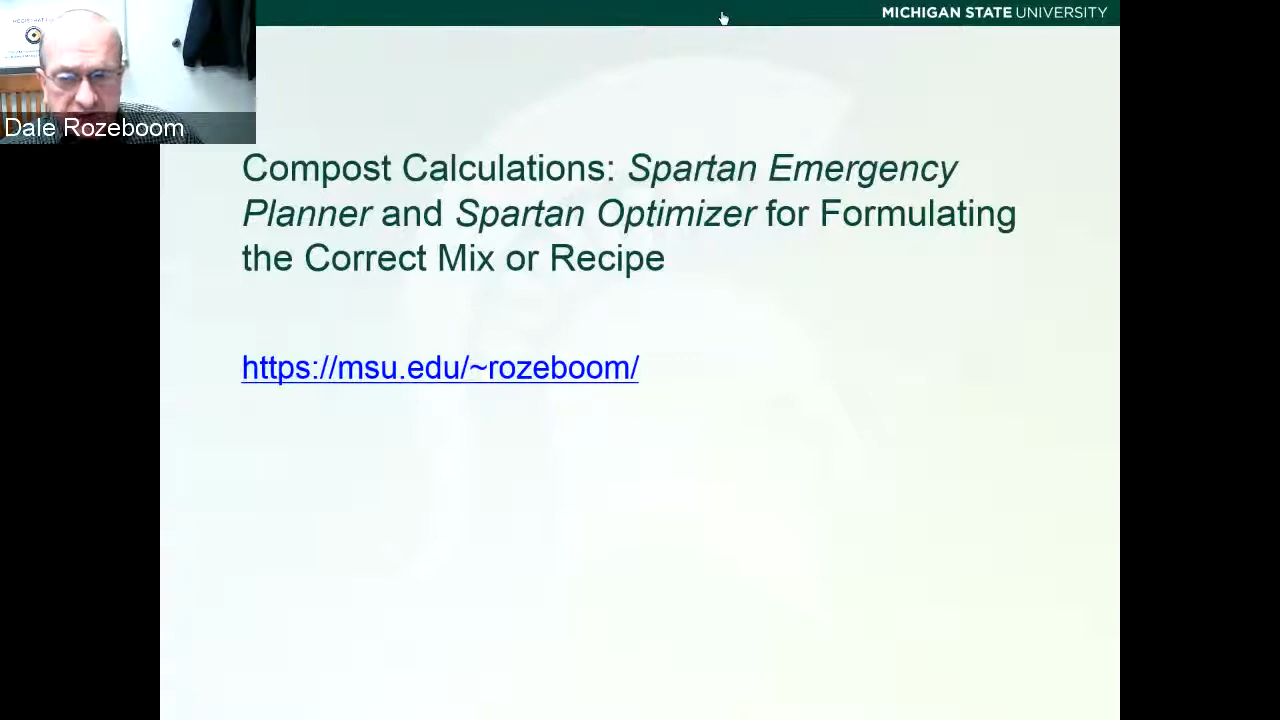 MICHIGAN STATE UNIVERSITY
Dale Rozeboom
Compost Calculations: Spartan Emergency
Planner and Spartan Optimizer for Formulating
the Correct Mix or Recipe
https://msu.edu/~rozeboom/